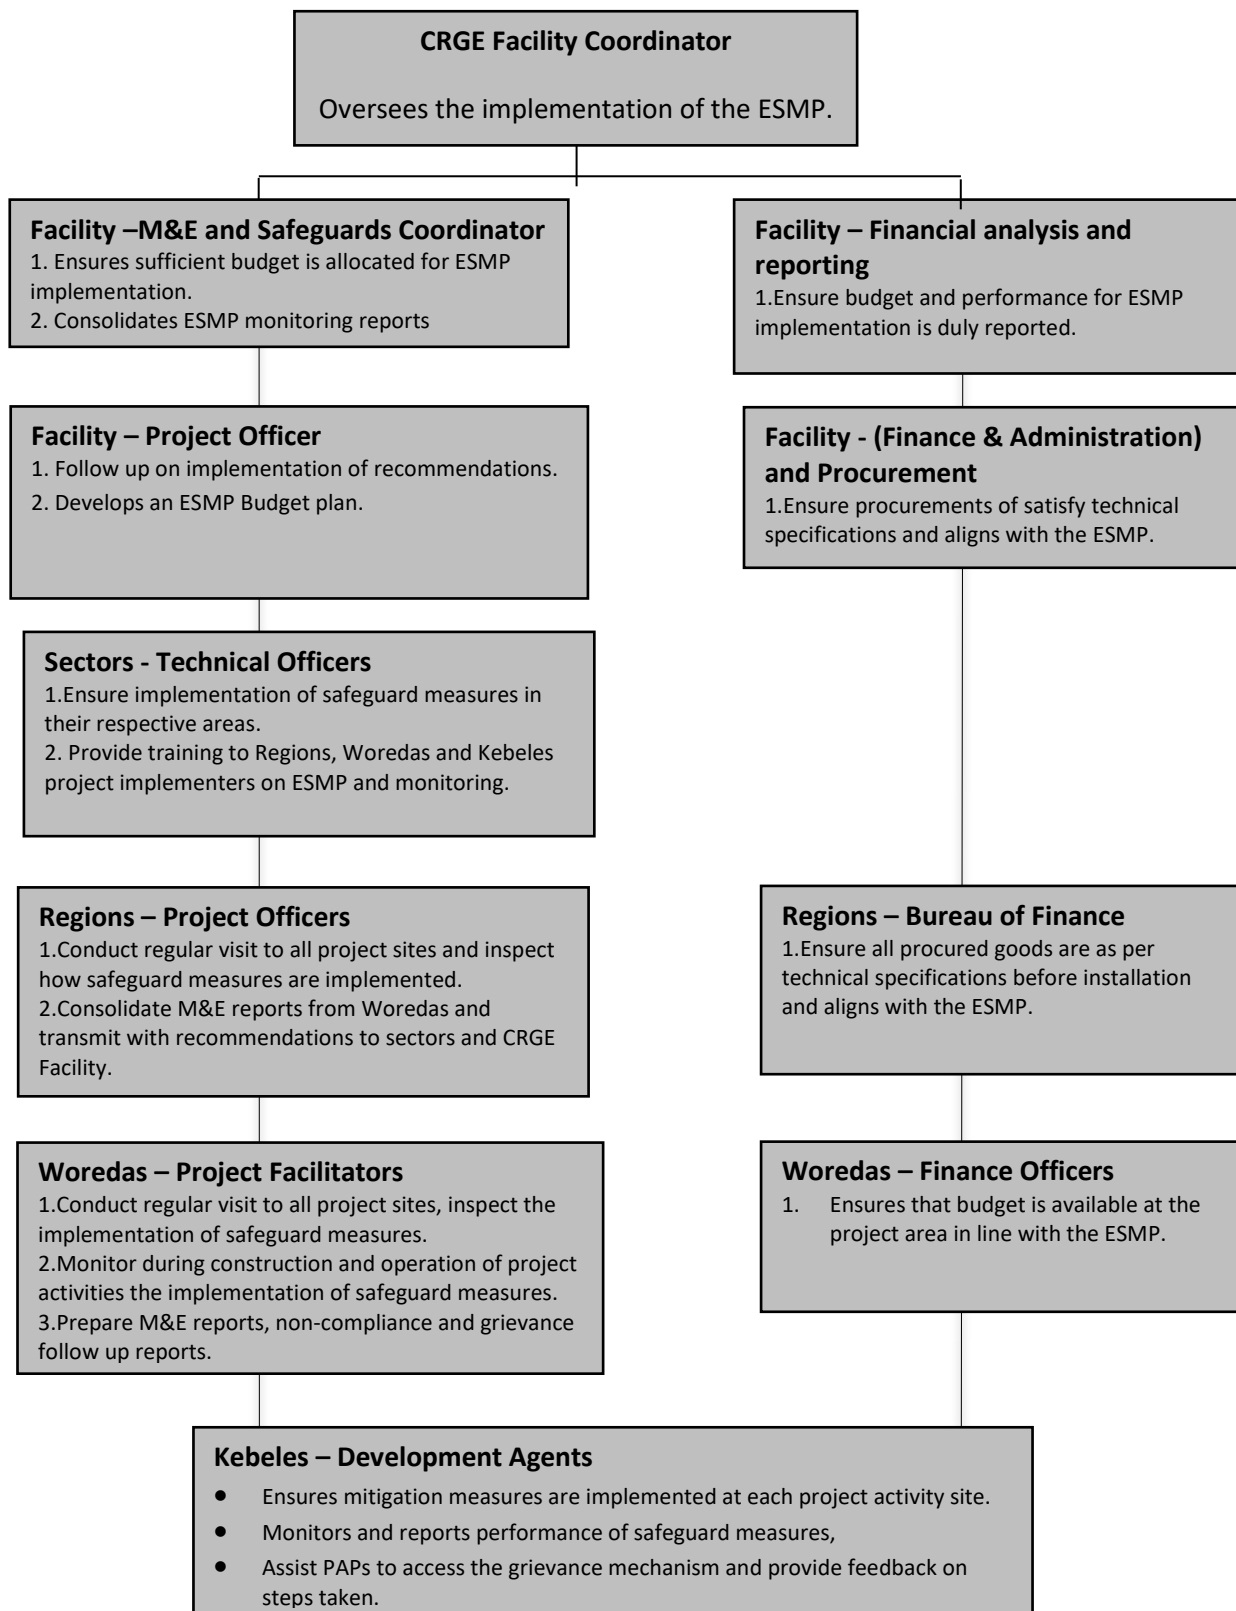 CRGE Facility Coordinator
Oversees the implementation of the ESMP.
Facility –M&E and Safeguards Coordinator
1. Ensures sufficient budget is allocated for ESMP
implementation.
2. Consolidates ESMP monitoring reports
Facility – Financial analysis and
reporting
1.Ensure budget and performance for ESMP
implementation is duly reported.
Facility – Project Officer
1. Follow up on implementation of recommendations.
2. Develops an ESMP Budget plan.
Facility - (Finance & Administration)
and Procurement
1.Ensure procurements of satisfy technical
specifications and aligns with the ESMP.
Sectors - Technical Officers
1.Ensure implementation of safeguard measures in
their respective areas.
2. Provide training to Regions, Woredas and Kebeles
project implementers on ESMP and monitoring.
Regions – Project Officers
1.Conduct regular visit to all project sites and inspect
how safeguard measures are implemented.
2.Consolidate M&E reports from Woredas and
transmit with recommendations to sectors and CRGE
Facility.
Regions – Bureau of Finance
1.Ensure all procured goods are as per
technical specifications before installation
and aligns with the ESMP.
Woredas – Project Facilitators
1.Conduct regular visit to all project sites, inspect the
implementation of safeguard measures.
2.Monitor during construction and operation of project
activities the implementation of safeguard measures.
3.Prepare M&E reports, non-compliance and grievance
follow up reports.
Woredas – Finance Officers
1. Ensures that budget is available at the
project area in line with the ESMP.
Kebeles – Development Agents
● Ensures mitigation measures are implemented at each project activity site.
● Monitors and reports performance of safeguard measures,
● Assist PAPs to access the grievance mechanism and provide feedback on
steps taken.